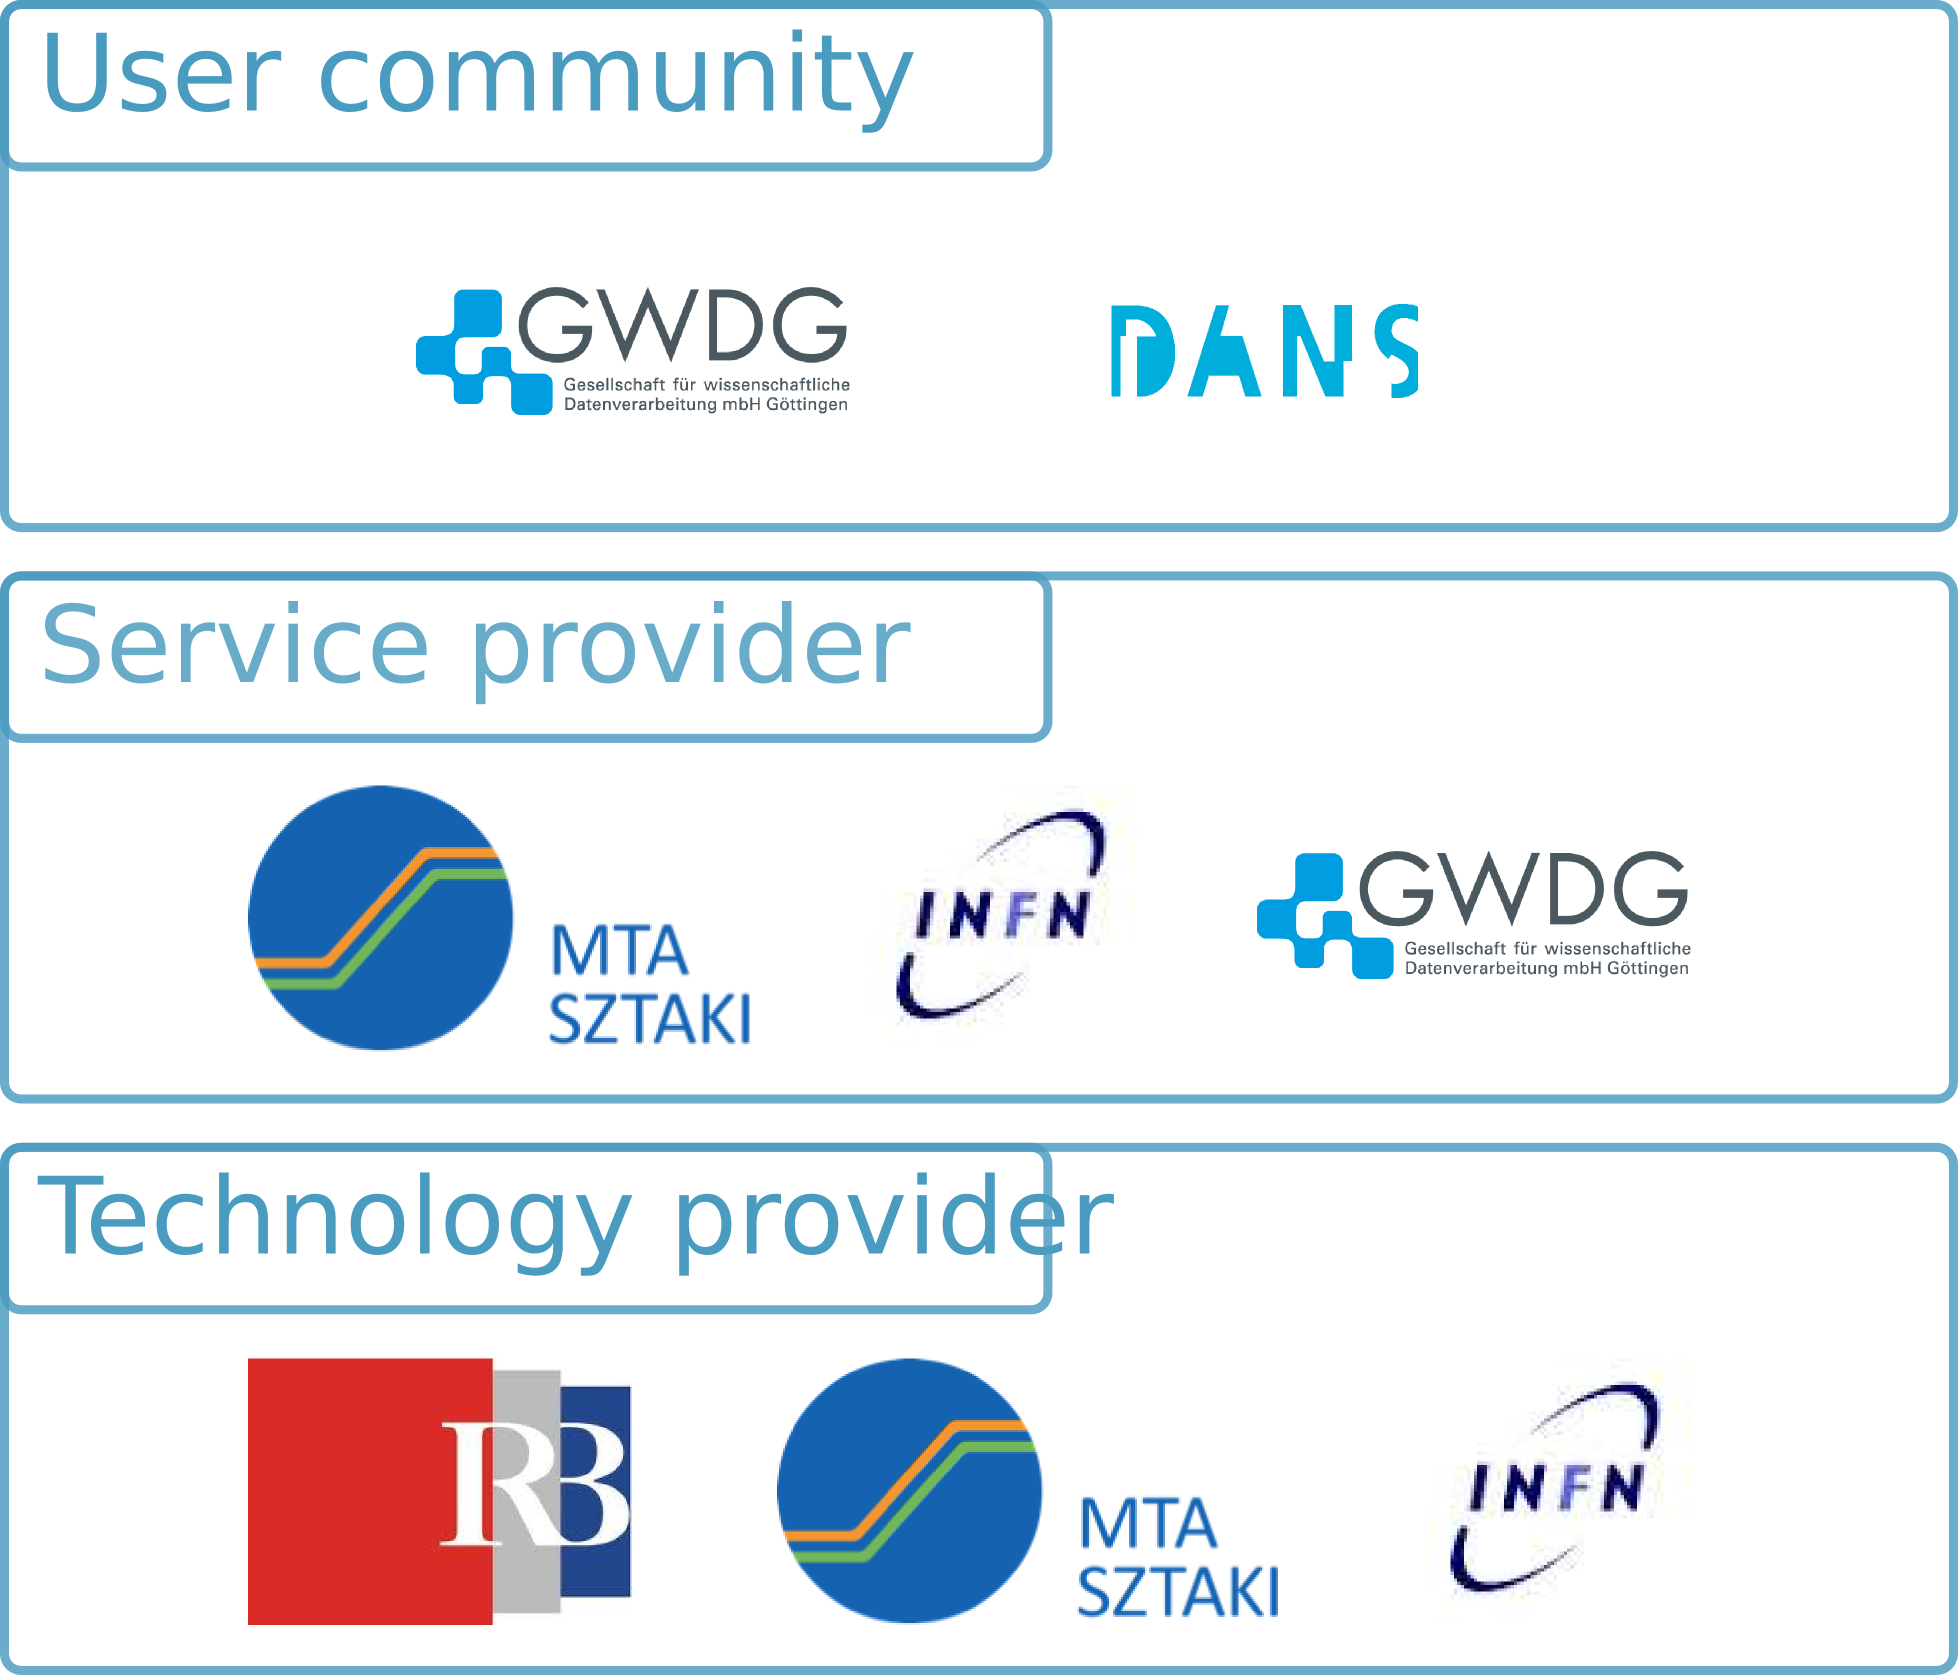 User community
GWDG
Gesellschaft für wissenschaftliche
Datenverarbeitung mbH Göttingen
DANS
Service provider
MTA
SZTAKI
INFN
GWDG
Gesellschaft für wissenschaftliche
Datenverarbeitung mbH Göttingen
Technology provider
IRB
MTA
SZTAKI
INFN